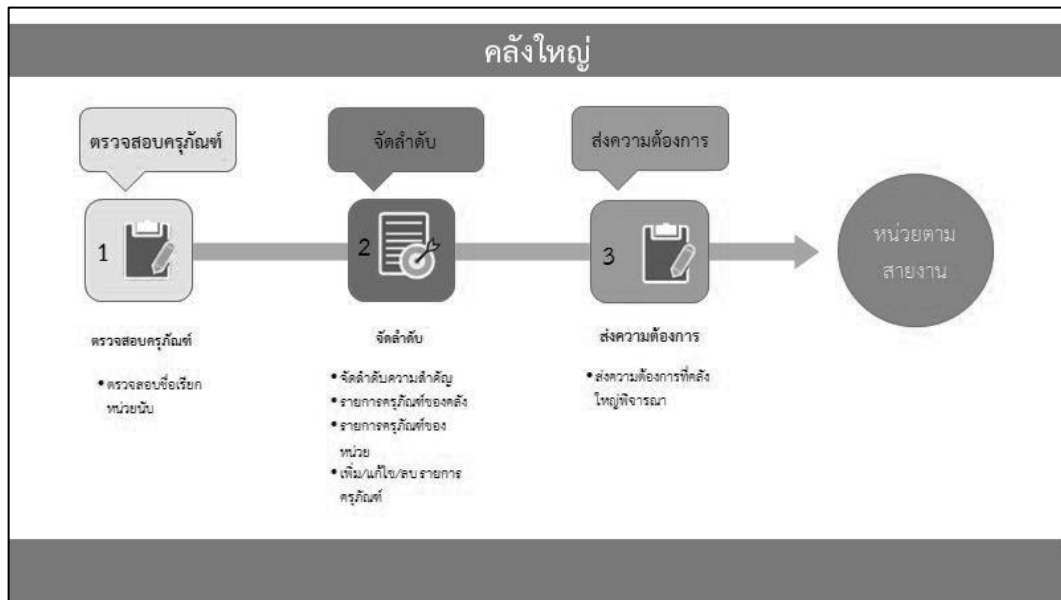 คลังใหญ่
ตรวจสอบครุภัณฑ์
จัดลำดับ
ส่งความต้องการ
1
2
3
หน่วยตาม
สายงาน
ตรวจสอบครุภัณฑ์
• ตรวจสอบชื่อเรียก
หน่วยนับ
จัดลำดับ
• จัดลำดับความสำคัญ
• รายการครุภัณฑ์ของคลัง
• รายการครุภัณฑ์ของ
หน่วย
• เพิ่ม/แก้ไข/ลบ รายการ
ครุภัณฑ์
ส่งความต้องการ
• ส่งความต้องการที่คลัง
ใหญ่พิจารณา